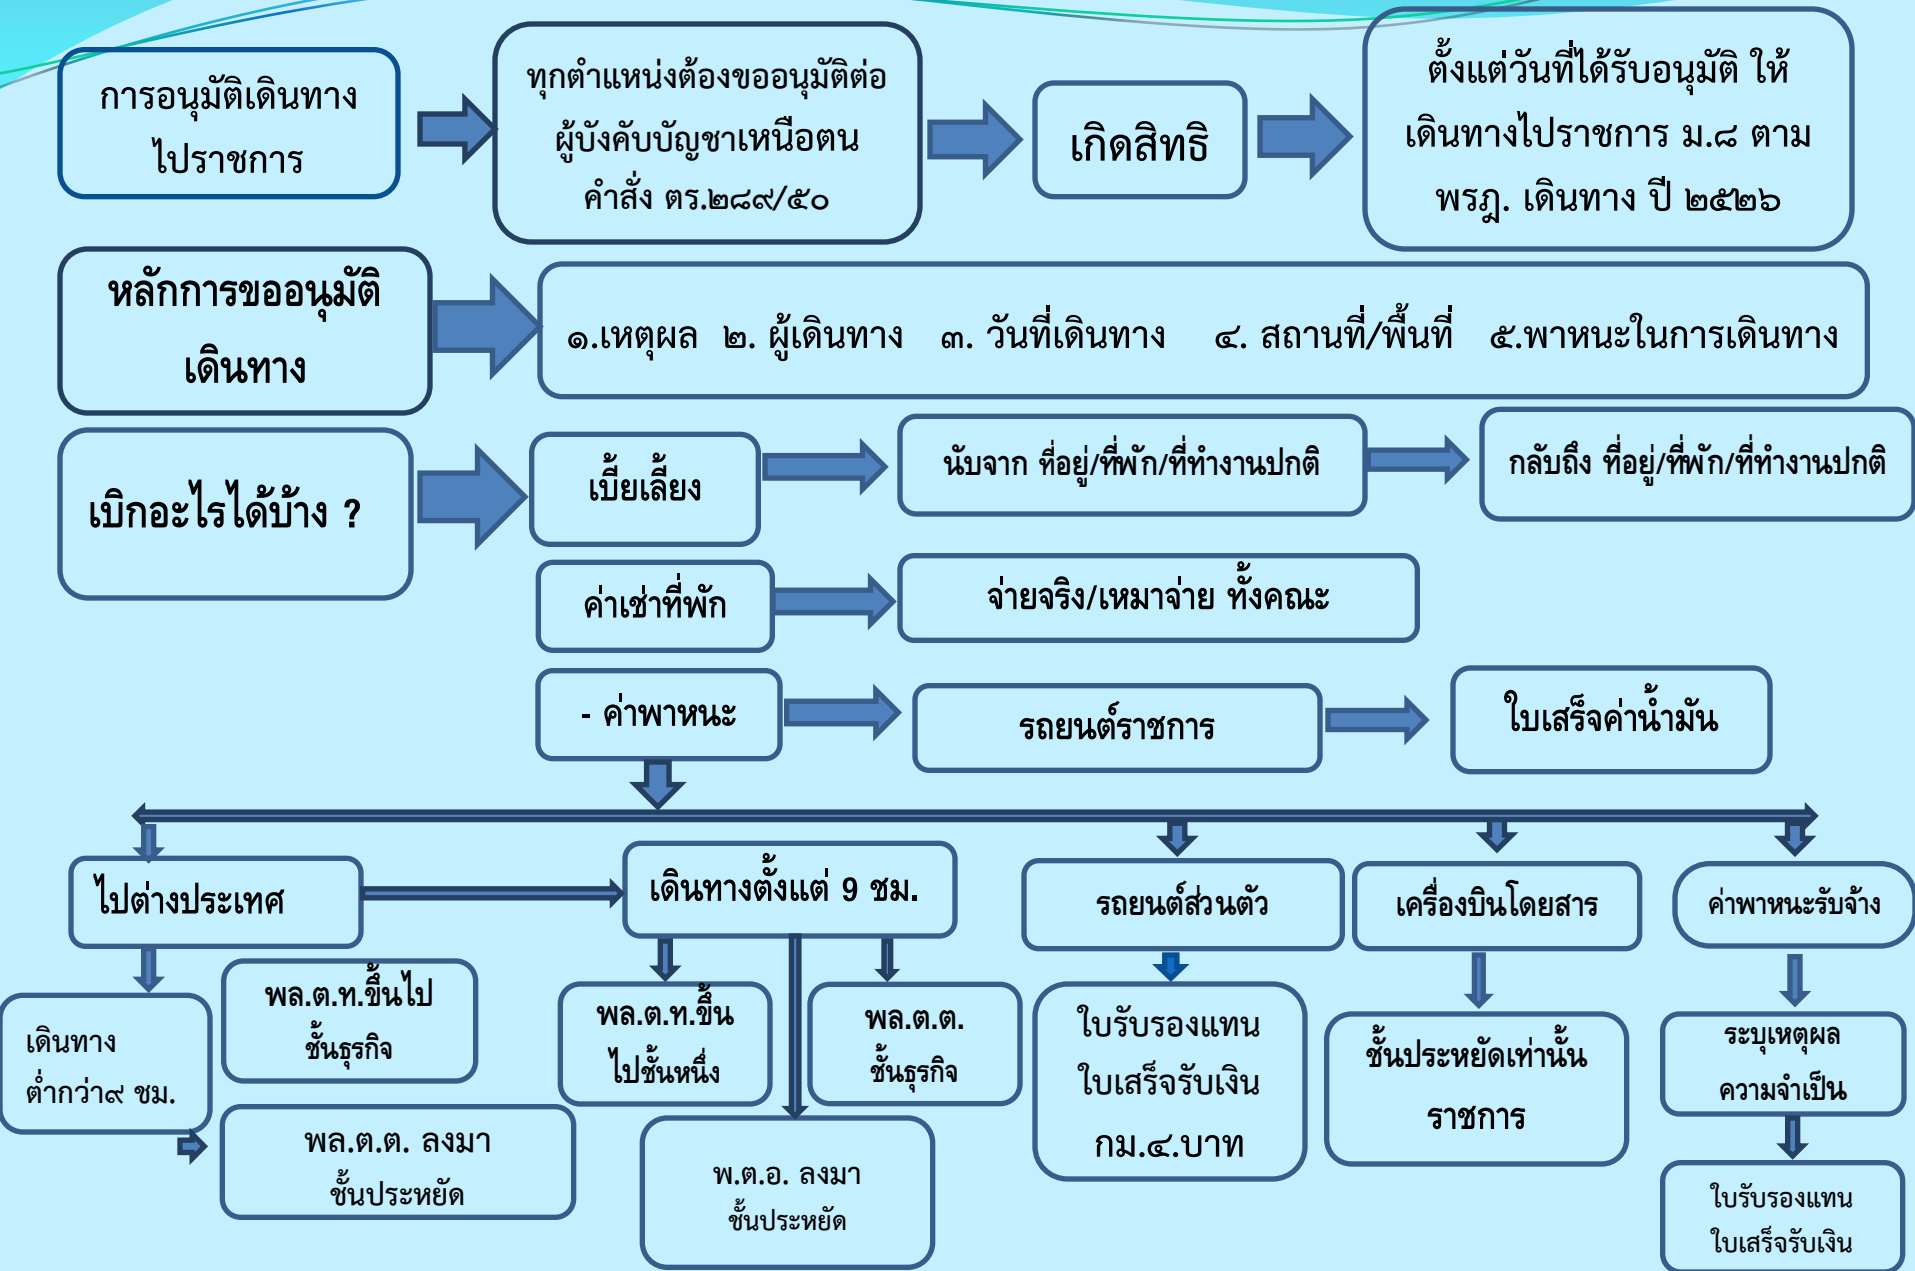 การอนุมัติเดินทาง
ไปราชการ
ทุกตำแหน่งต้องขออนุมัติต่อ
ผู้บังคับบัญชาเหนือตน
คำสั่ง ตร.๒๘๙/๕๐
เกิดสิทธิ
ตั้งแต่วันที่ได้รับอนุมัติ ให้
เดินทางไปราชการ ม.๘ ตาม
พรฎ. เดินทาง ปี ๒๕๒๖
หลักการขออนุมัติ
เดินทาง
๑.เหตุผล ๒. ผู้เดินทาง ๓. วันที่เดินทาง ๔. สถานที่/พื้นที่ ๕.พาหนะในการเดินทาง
เบิกอะไรได้บ้าง ?
เบี้ยเลี้ยง
นับจาก ที่อยู่/ที่พัก/ที่ทำงานปกติ
กลับถึง ที่อยู่/ที่พัก/ที่ทำงานปกติ
ค่าเช่าที่พัก
จ่ายจริง/เหมาจ่าย ทั้งคณะ
- ค่าพาหนะ
รถยนต์ราชการ
ใบเสร็จค่าน้ำมัน
ไปต่างประเทศ
เดินทางตั้งแต่ 9 ชม.
รถยนต์ส่วนตัว
เครื่องบินโดยสาร
ค่าพาหนะรับจ้าง
เดินทาง
ต่ำกว่า๙ ชม.
พล.ต.ท.ขึ้นไป
ชั้นธุรกิจ
พล.ต.ต. ลงมา
ชั้นประหยัด
พล.ต.ท.ขึ้น
ไปชั้นหนึ่ง
พ.ต.อ. ลงมา
ชั้นประหยัด
พล.ต.ต.
ชั้นธุรกิจ
ใบรับรองแทน
ใบเสร็จรับเงิน
กม.๔.บาท
ชั้นประหยัดเท่านั้น
ราชการ
ระบุเหตุผล
ความจำเป็น
ใบรับรองแทน
ใบเสร็จรับเงิน